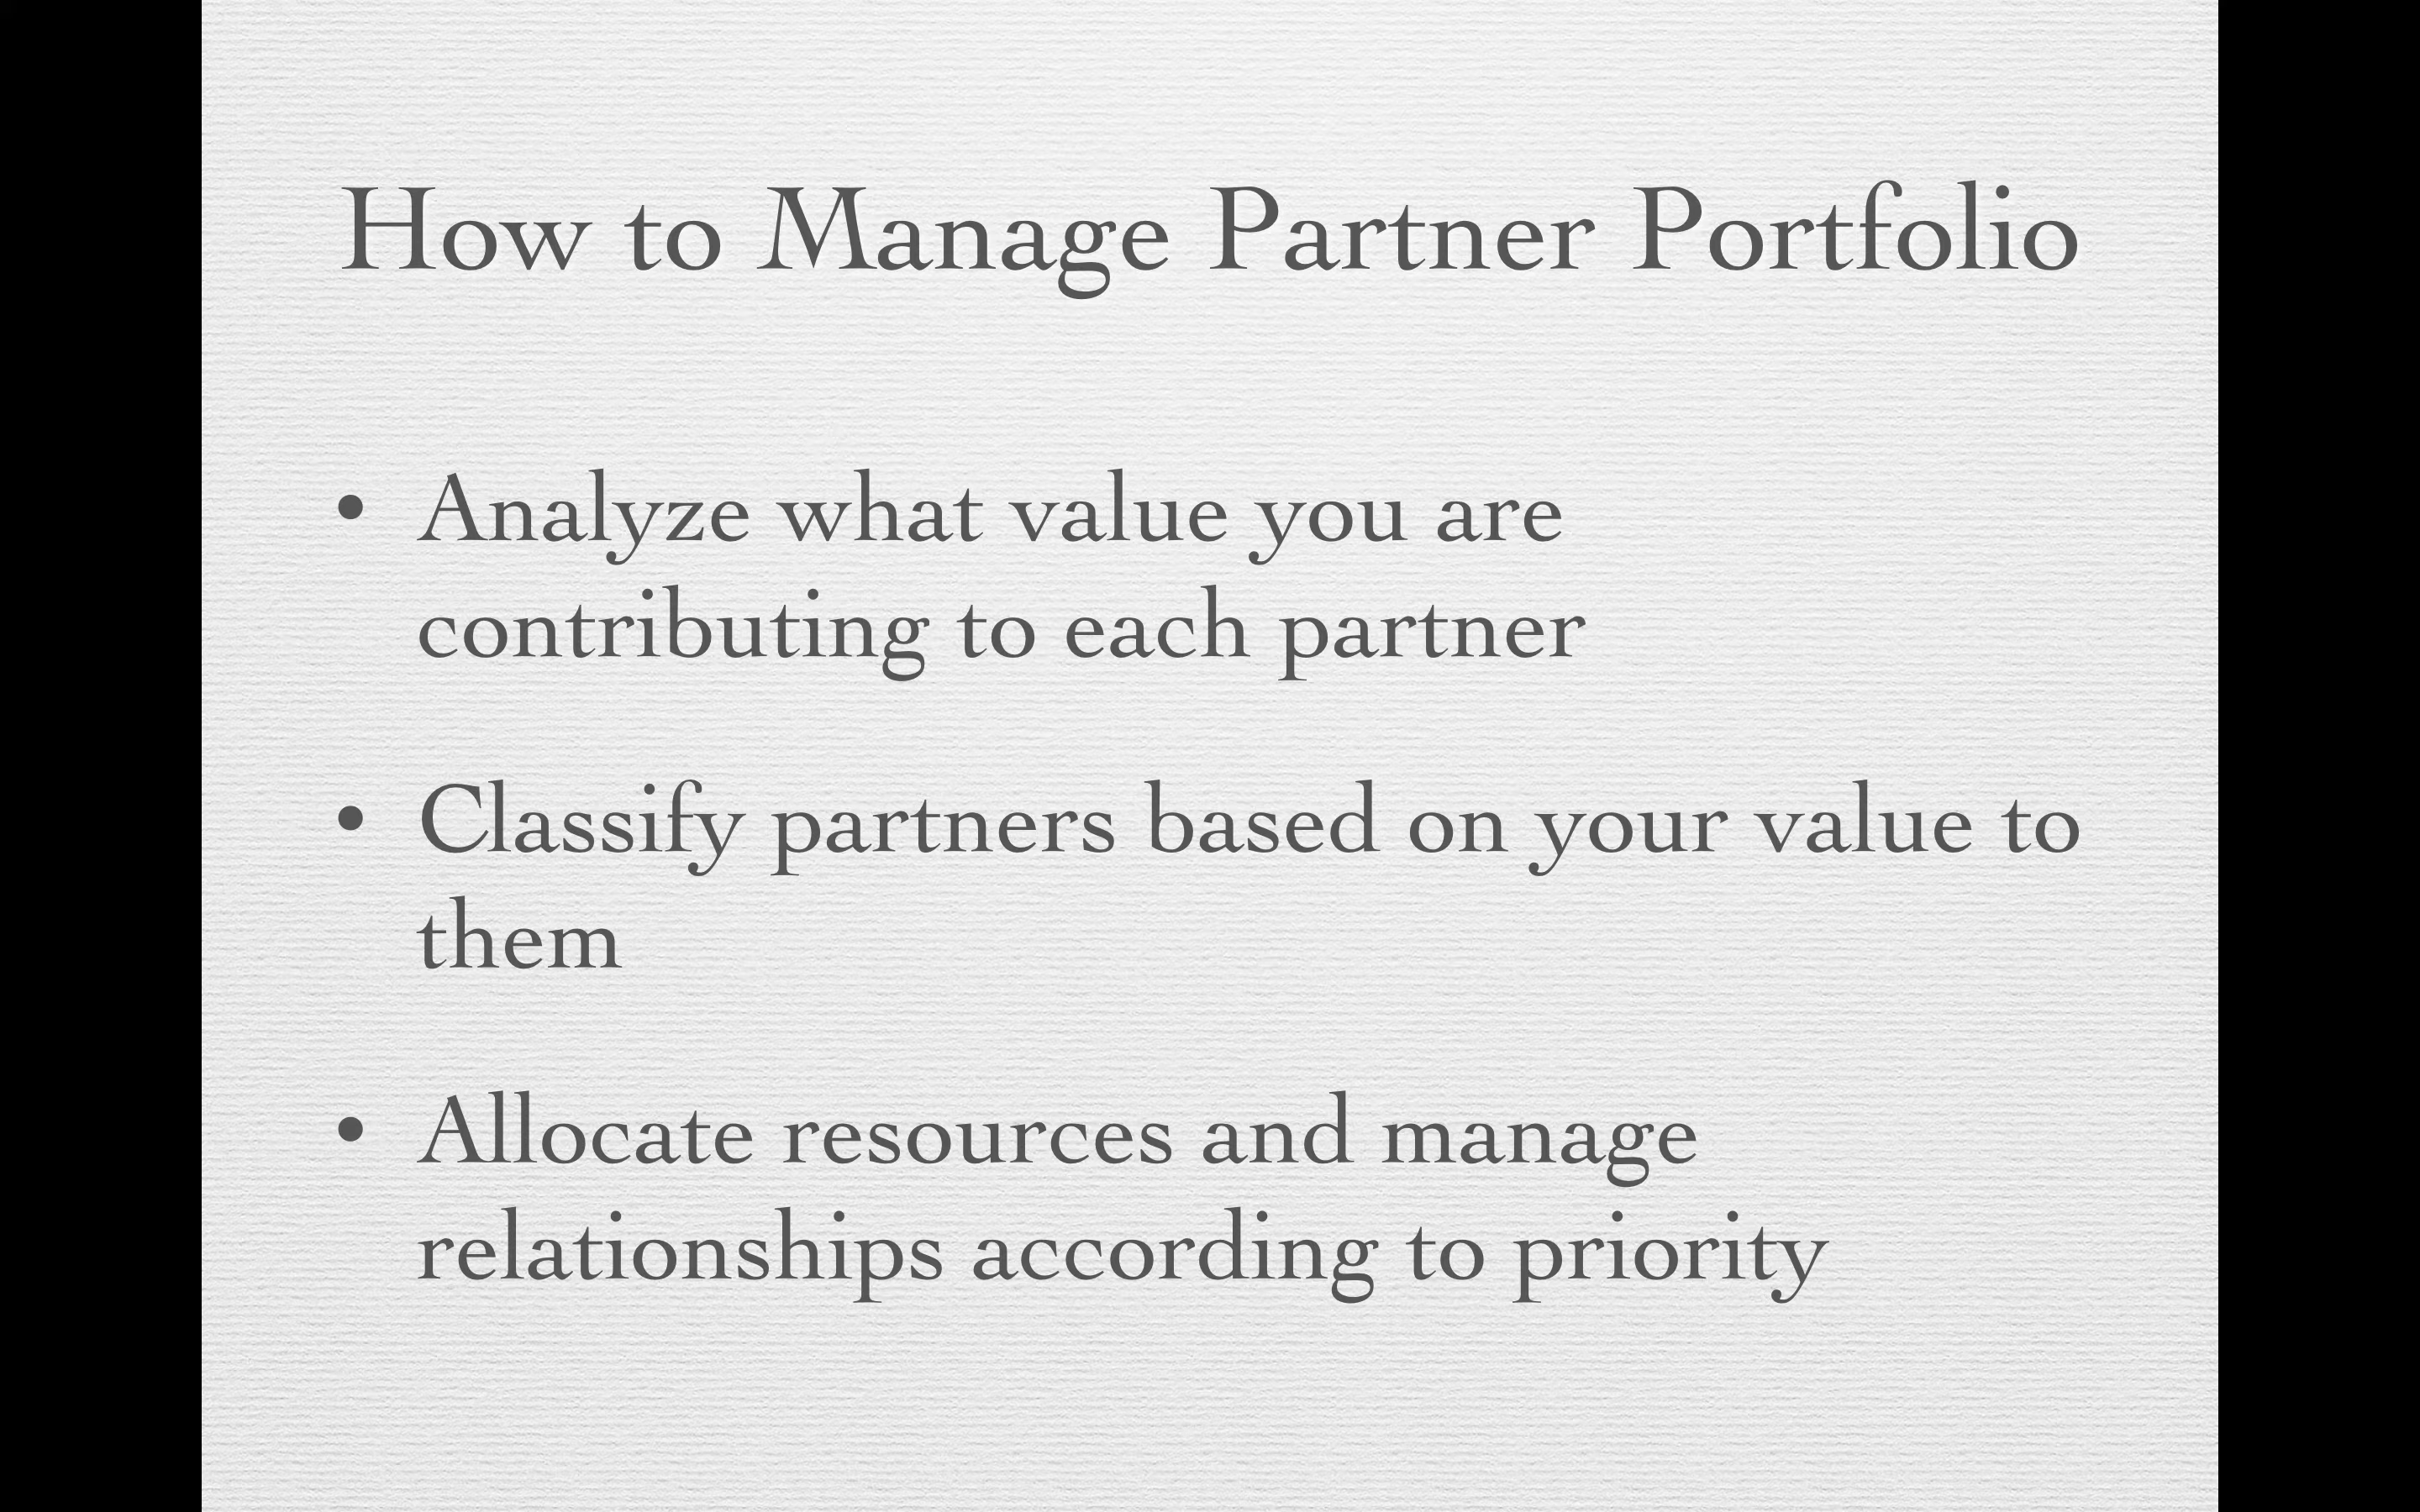 How to Manage Partner Portfolio
• Analyze what value you are
contributing to each partner
• Classify partners based on your value to
them
• Allocate resources and manage
relationships according to priority